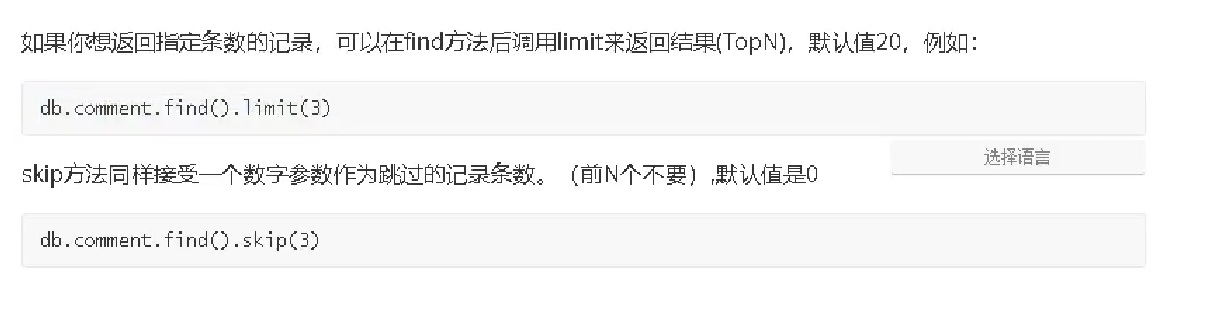 如果你想返回指定条数的记录，可以在find方法后调用limit来返回结果(TopN)，默认值20，例如：
db.comment.find().limit(3)
选择语言
skip方法同样接受一个数字参数作为跳过的记录条数。（前N个不要）,默认值是0
db.comment.find().skip(3)